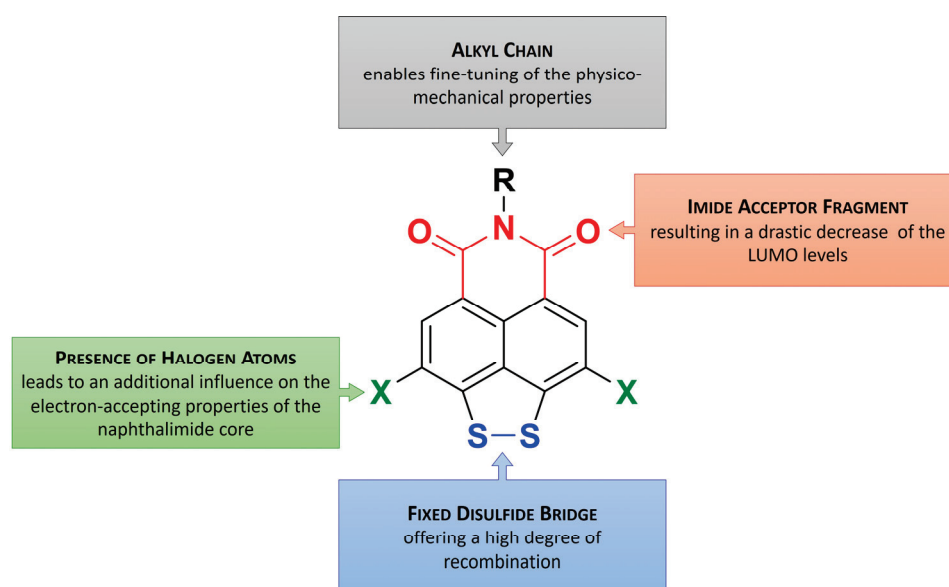 ALKYL CHAIN
enables fine-tuning of the physico-
mechanical properties
R
IMIDE ACCEPTOR FRAGMENT
resulting in a drastic decrease of the
LUMO levels
O N O
PRESENCE OF HALOGEN ATOMS
leads to an additional influence on the
electron-accepting properties of the
naphthalimide core
X X
S S
FIXED DISULFIDE BRIDGE
offering a high degree of
recombination